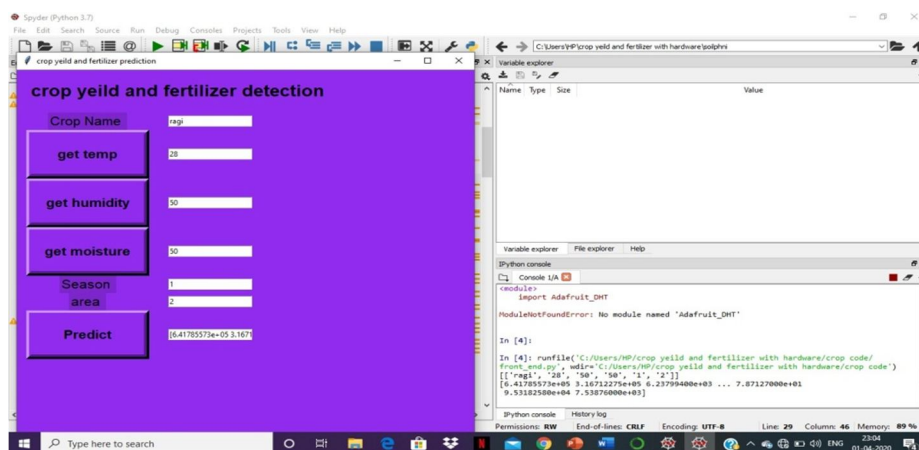 Spyder (Python 3.7)
File Edit Search Source Run Debug Consoles Projects Tools View Help
C:\Users\HP\crop yeild and fertilizer with hardware\poilphni
crop yeild and fertilizer prediction
crop yeild and fertilizer detection
Crop Name
ragi
get temp
28
get humidity
50
get moisture
50
Season
1
area
2
Predict
[6.41785573e+05 3.1671
Variable explorer
Name Type Size Value
Variable explorer File explorer Help
IPython console
Console 1/A
<module>
import Adafruit_DHT
ModuleNotFoundError: No module named 'Adafruit_DHT'
In [4]:
In [4]: runfile('C:/Users/HP/crop yeild and fertilizer with hardware/crop code/
front_end.py', wdir='C:/Users/HP/crop yeild and fertilizer with hardware/crop code')
[['ragi', '28', '50', '50', '1', '2']]
[6.41785573e+05 3.16712275e+05 6.23799400e+03 ... 7.87127000e+01
9.53182580e+04 7.53876000e+03]
IPython console History log
Permissions: RW End-of-lines: CRLF Encoding: UTF-8 Line: 29 Column: 46 Memory: 89 %
Type here to search
ENG
23:04
01-04-2020